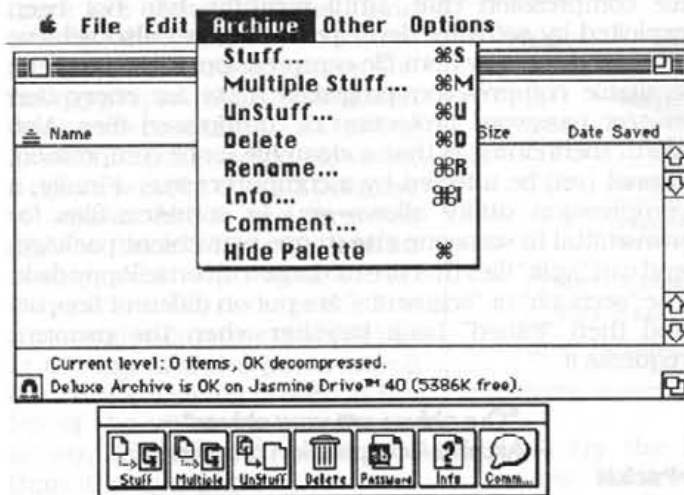 File Edit Archive Other Options
Stuff... ⌘S
Multiple Stuff... ⌘M
UnStuff... ⌘U
Delete ⌘D
Rename... ⌘R
Info... ⌘I
Comment...
Hide Palette ⌘
Name Size Date Saved
Current level: 0 items, 0K decompressed.
Deluxe Archive is 0K on Jasmine Drive™ 40 (5386K free).
Stuff Multiple UnStuff Delete Password Info Comm...